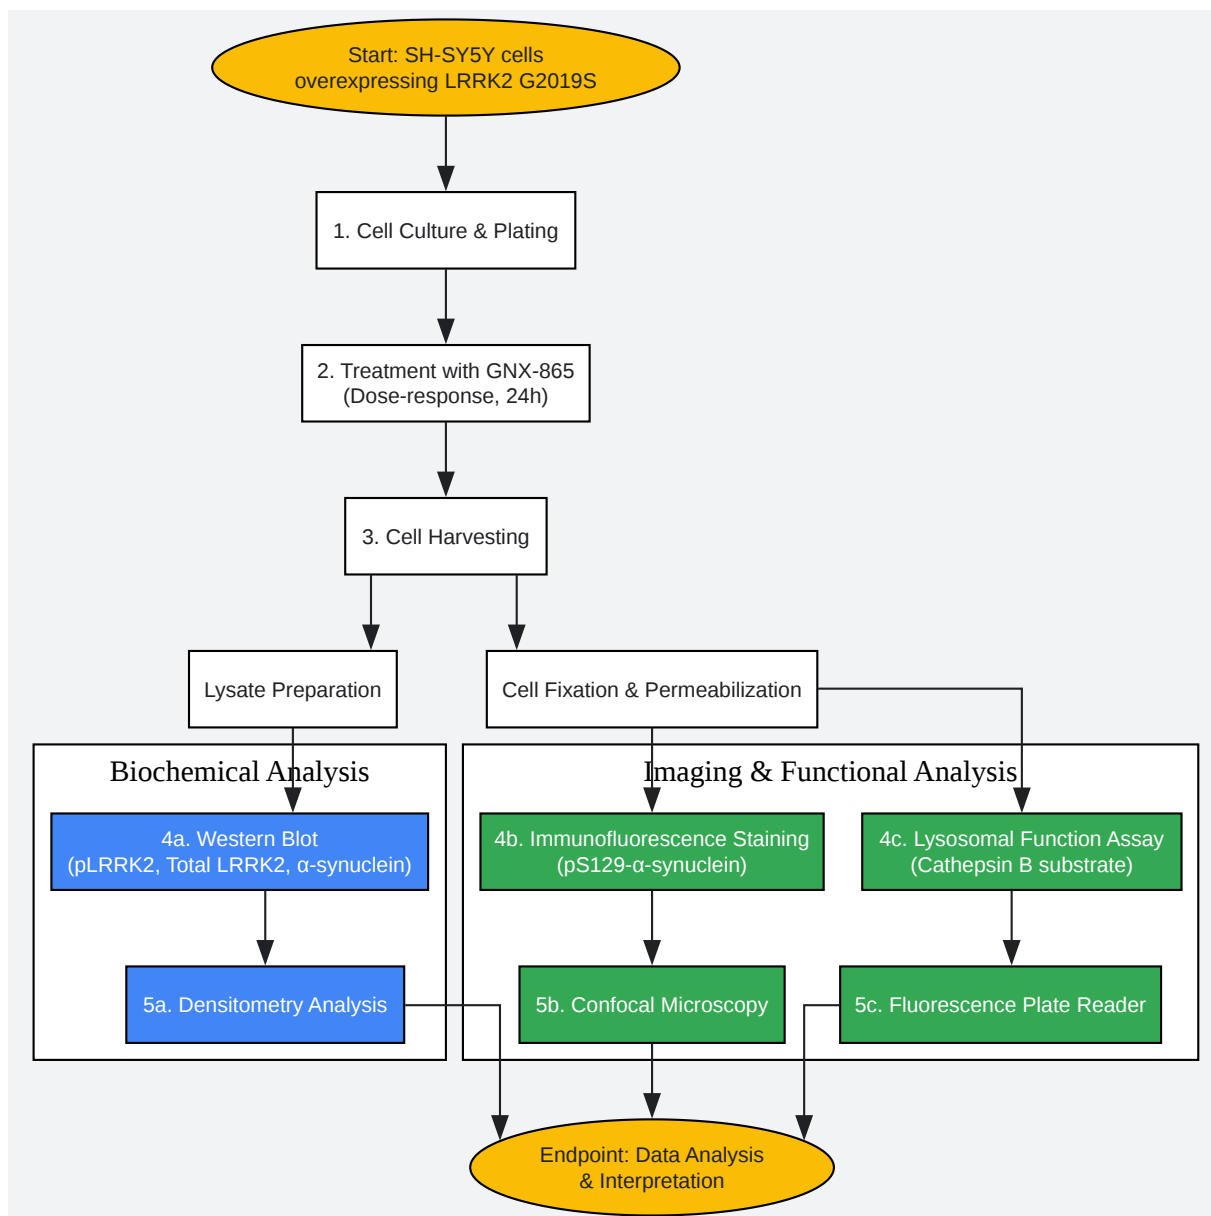 Start: SH-SY5Y cells
overexpressing LRRK2 G2019S
1. Cell Culture & Plating
2. Treatment with GNX-865
(Dose-response, 24h)
3. Cell Harvesting
Lysate Preparation
Cell Fixation & Permeabilization
Biochemical Analysis
Imaging & Functional Analysis
4a. Western Blot
(pLRRK2, Total LRRK2, α-synuclein)
4b. Immunofluorescence Staining
(pS129-α-synuclein)
4c. Lysosomal Function Assay
(Cathepsin B substrate)
5a. Densitometry Analysis
5b. Confocal Microscopy
5c. Fluorescence Plate Reader
Endpoint: Data Analysis
& Interpretation